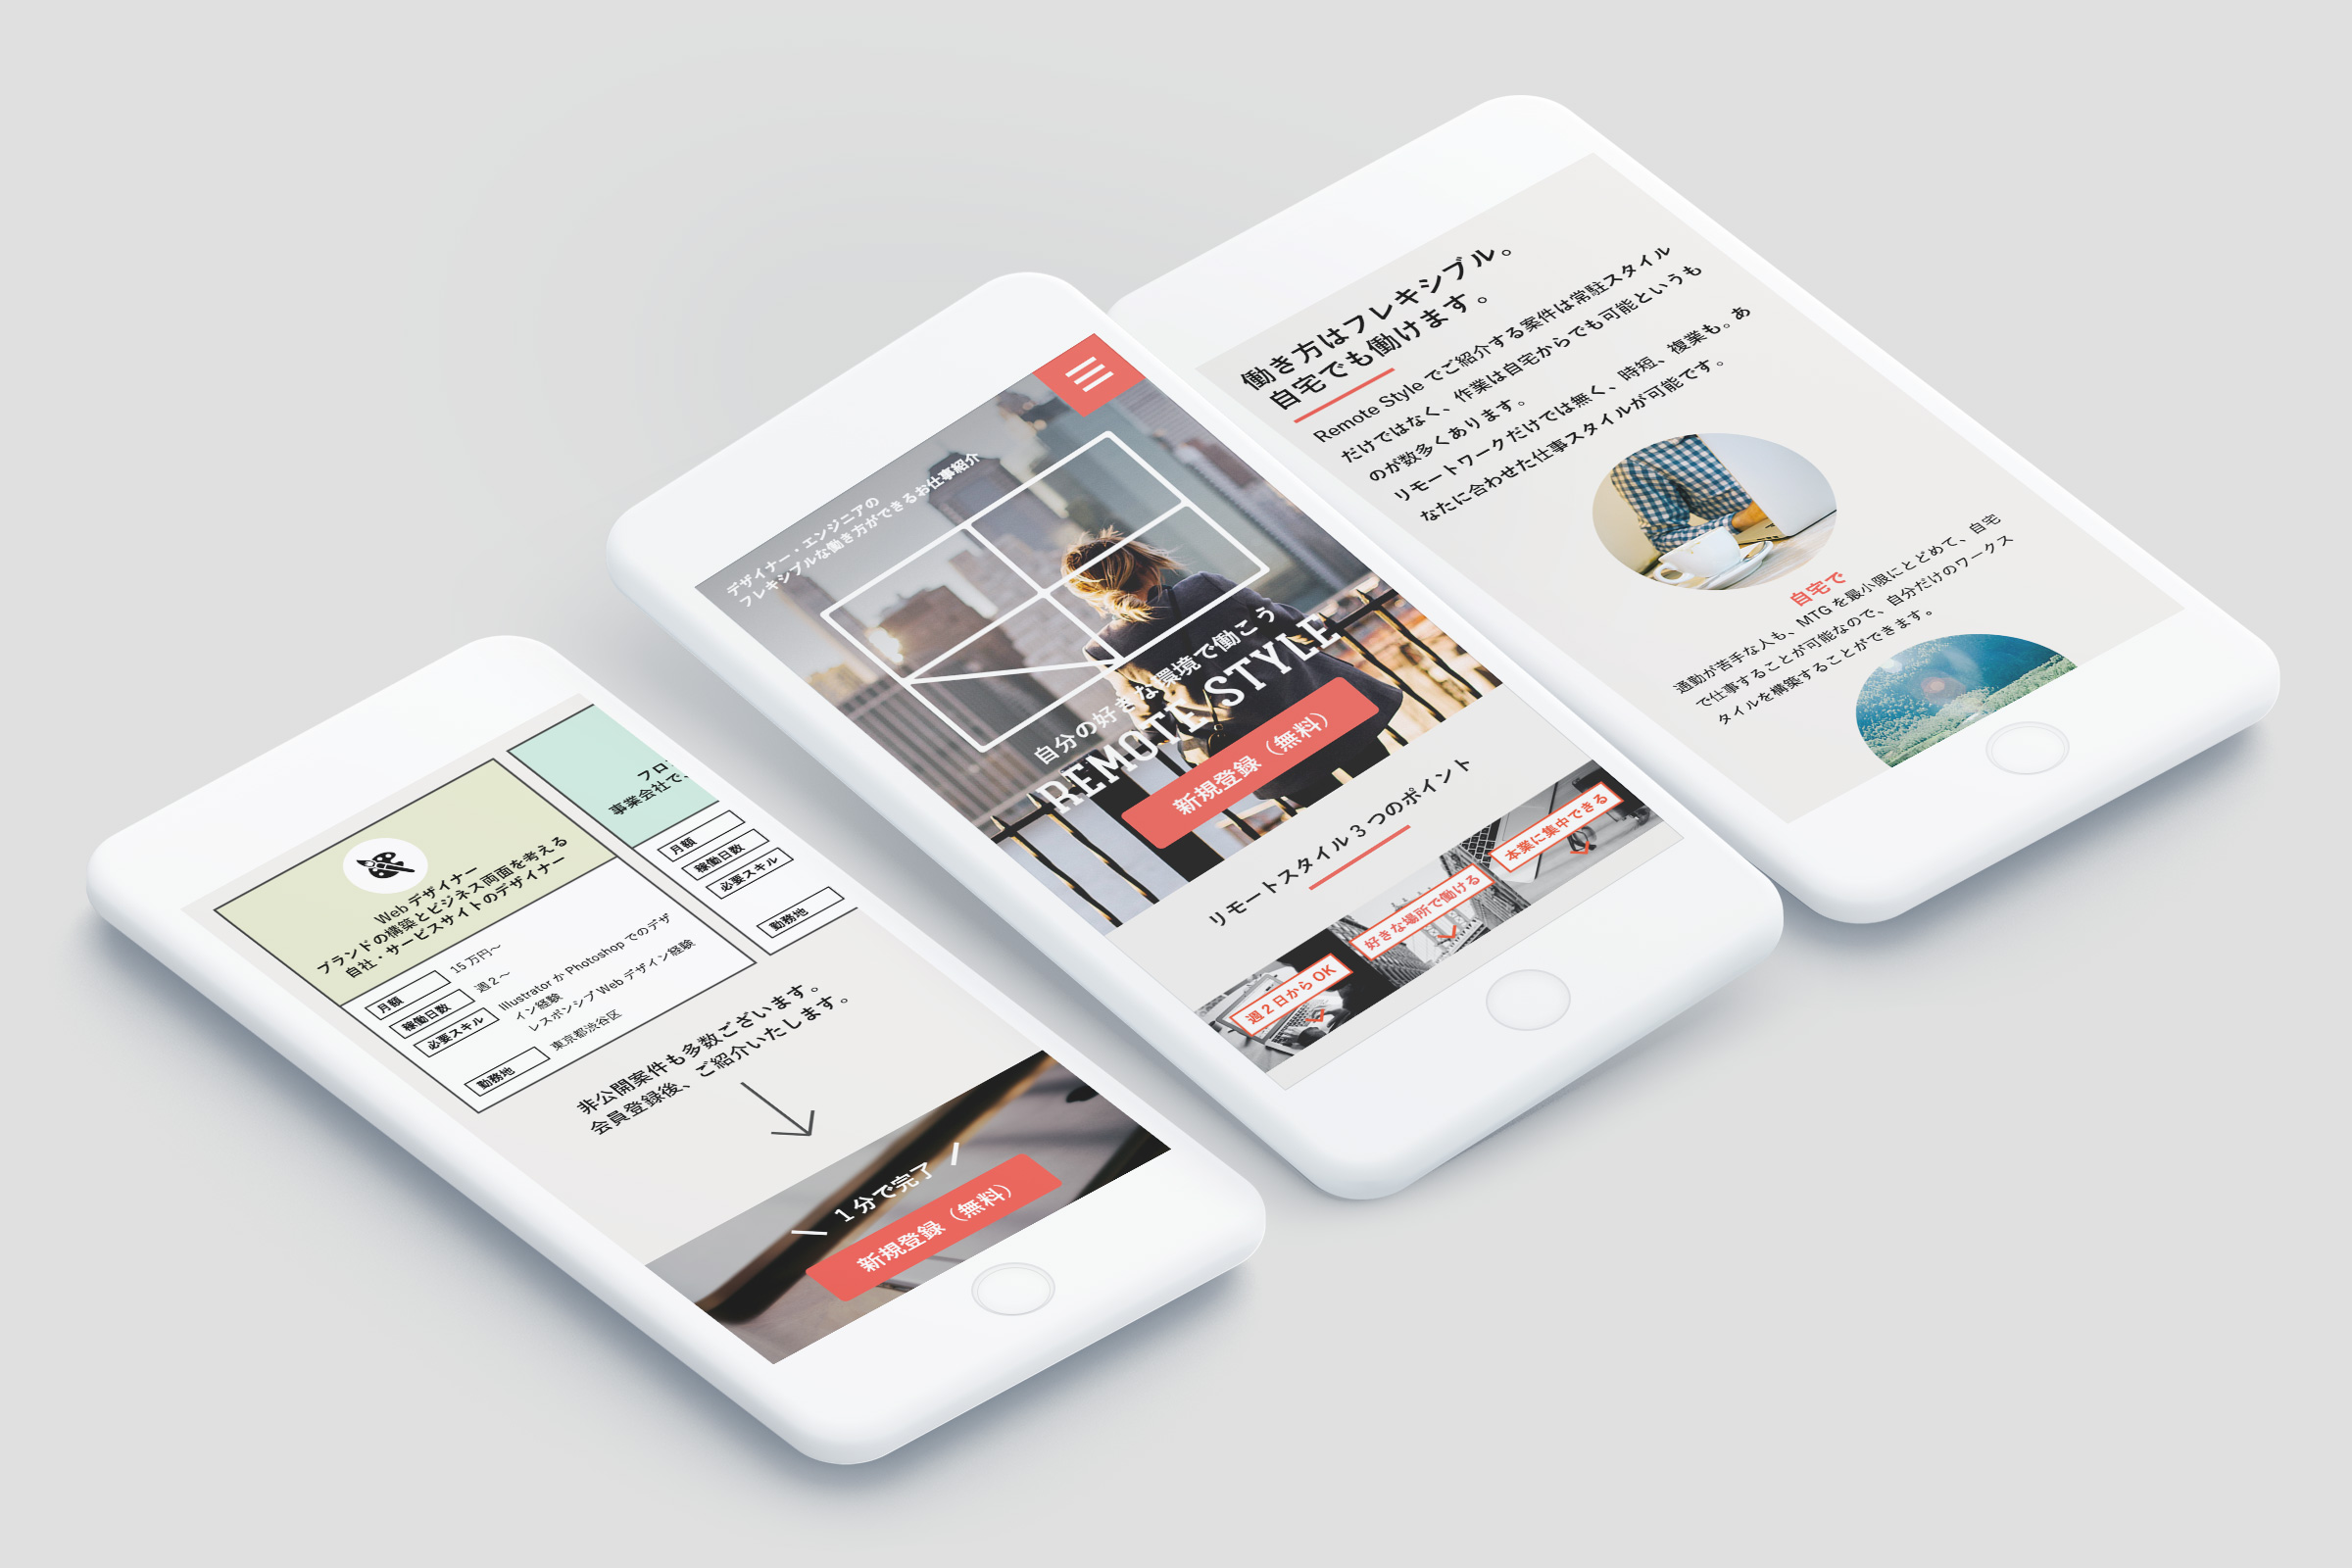 Web デザイナー
ブランドの構築とビジネス両面を考える
自社・サービスサイトのデザイナー
月額
15 万円〜
稼働日数
週 2 〜
必要スキル
Illustrator か Photoshop でのデザ
イン経験
レスポンシブ Web デザイン経験
勤務地
東京都渋谷区
フロ
事業会社で、
月額
稼働日数
必要スキル
勤務地
非公開案件も多数ございます。
会員登録後、ご紹介いたします。
1 分で完了
新規登録（無料）
デザイナー・エンジニアの
フレキシブルな働き方ができるお仕事紹介
自分の好きな環境で働こう
REMOTE STYLE
新規登録（無料）
リモートスタイル 3 つのポイント
週 2 日から OK
好きな場所で働ける
本業に集中できる
働き方はフレキシブル。
自宅でも働けます。
Remote Style でご紹介する案件は常駐スタイル
だけではなく、作業は自宅からでも可能というも
のが数多くあります。
リモートワークだけでは無く、時短、複業も。あ
なたに合わせた仕事スタイルが可能です。
自宅で
通勤が苦手な人も、MTG を最小限にとどめて、自宅
で仕事することが可能なので、自分だけのワークス
タイルを構築することができます。